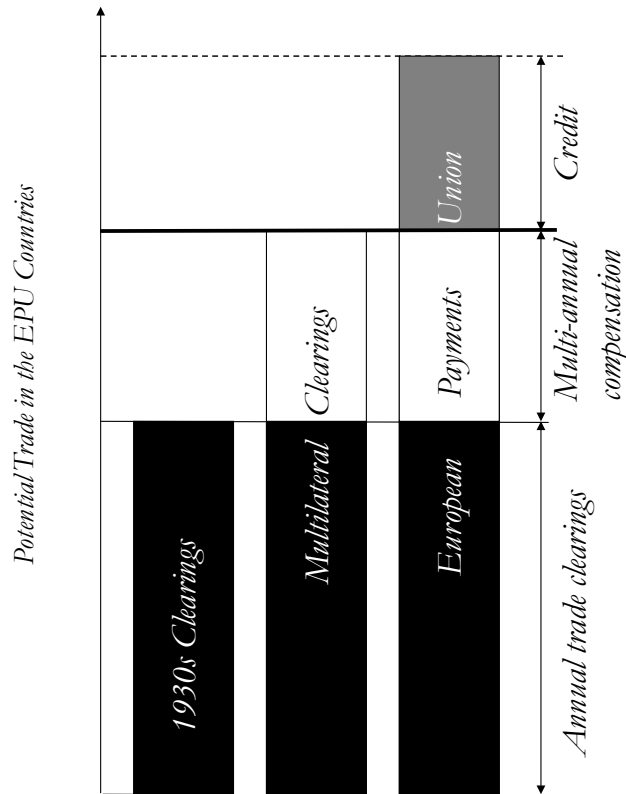 Potential Trade in the EPU Countries
1930s Clearings
Multilateral Clearings
European Payments Union
Annual trade clearings
Multi-annual
compensation
Credit